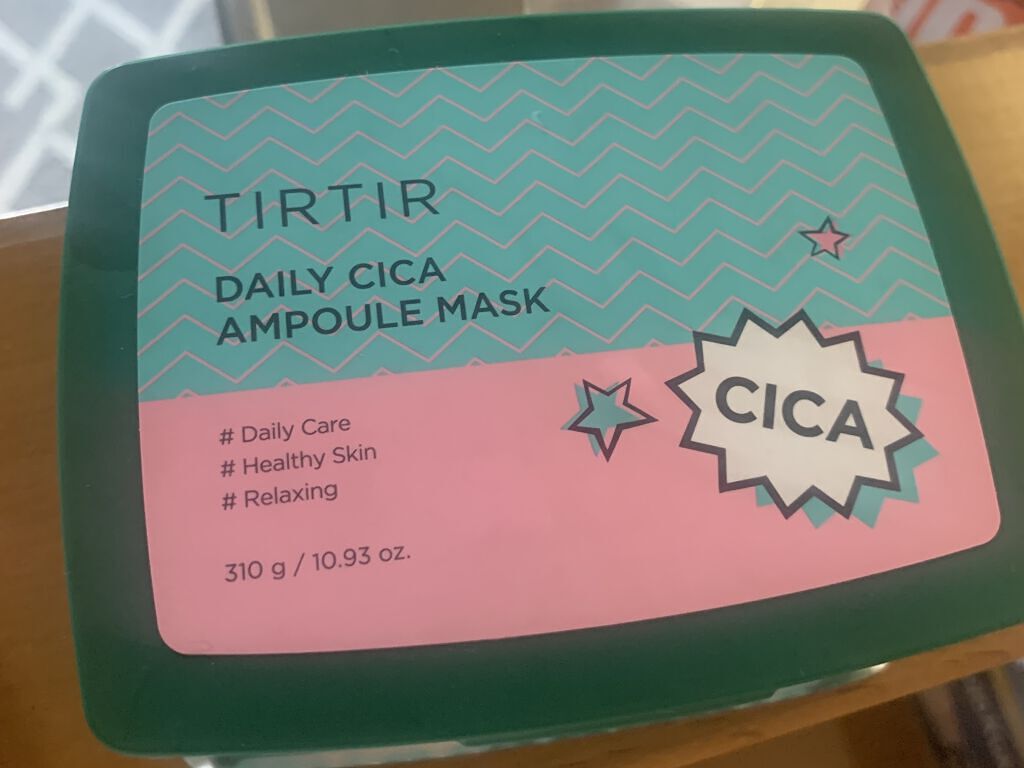 TIRTIR
DAILY CICA
AMPOULE MASK
# Daily Care
# Healthy Skin
# Relaxing
310 g / 10.93 oz.
CICA